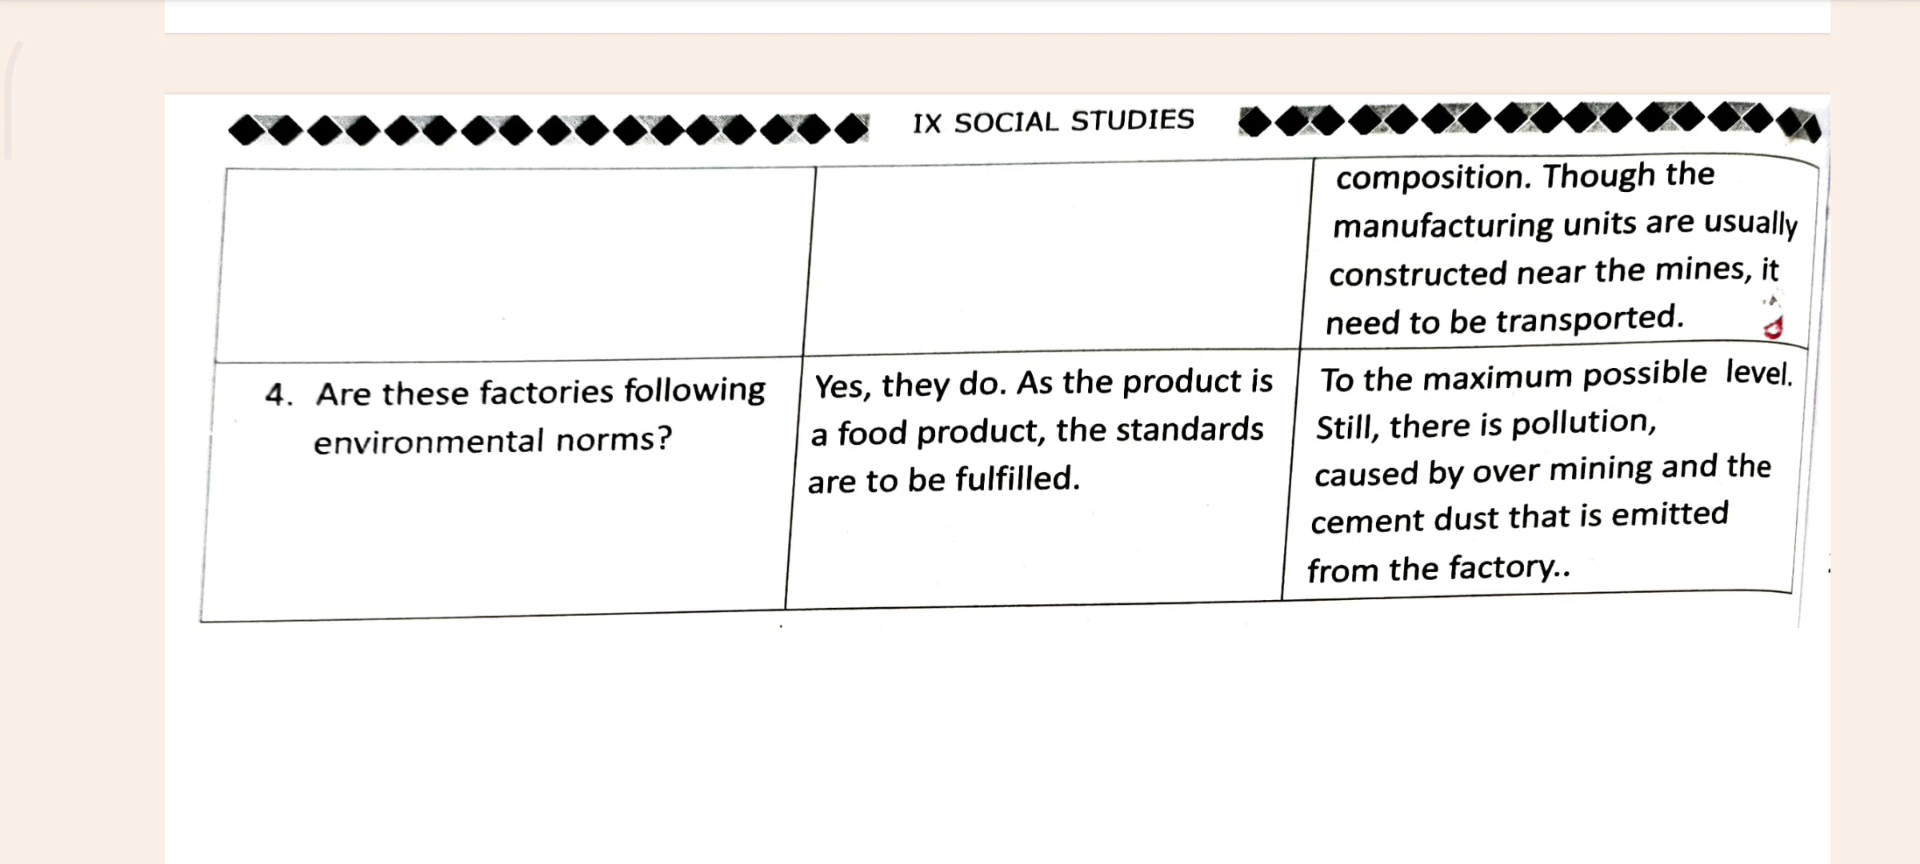 IX SOCIAL STUDIES
composition. Though the
manufacturing units are usually
constructed near the mines, it
need to be transported.
4. Are these factories following
environmental norms?
Yes, they do. As the product is
a food product, the standards
are to be fulfilled.
To the maximum possible level.
Still, there is pollution,
caused by over mining and the
cement dust that is emitted
from the factory..